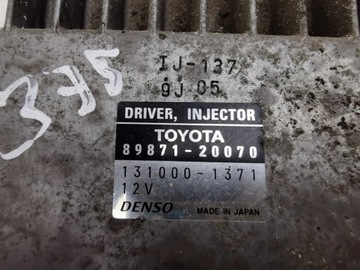 IJ-137
9J 05
375
DRIVER, INJECTOR
TOYOTA
89871-20070
131000-1371
12V
DENSO MADE IN JAPAN